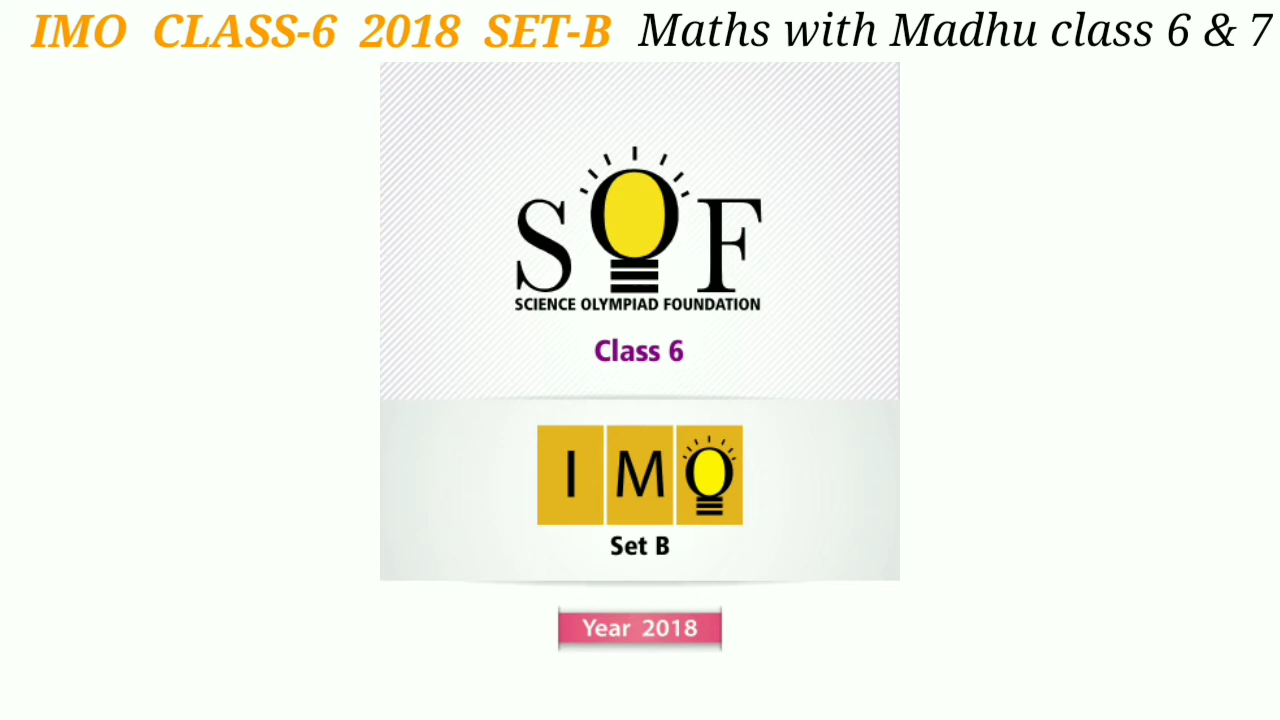 IMO CLASS-6 2018 SET-B Maths with Madhu class 6 & 7
SOF
SCIENCE OLYMPIAD FOUNDATION
Class 6
IMO
Set B
Year 2018